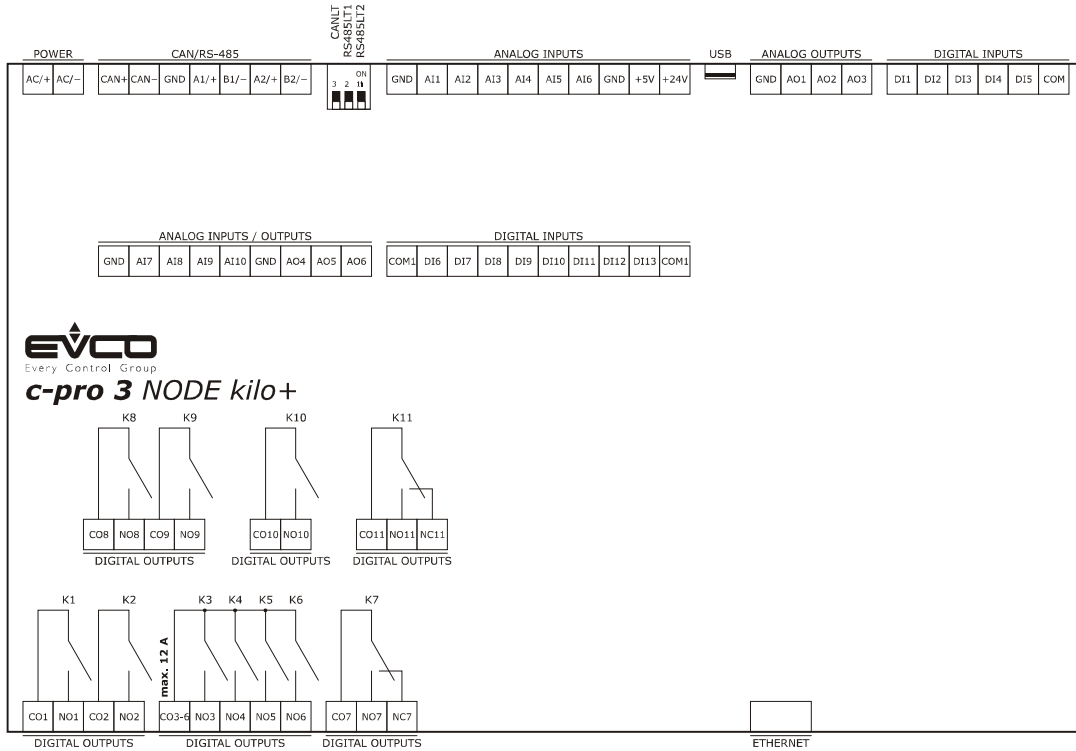 CANLT
RS485LT1
RS485LT2
POWER CAN/RS-485 ANALOG INPUTS USB ANALOG OUTPUTS DIGITAL INPUTS
ON
AC/+ AC/- CAN+ CAN- GND A1/+ B1/- A2/+ B2/- 3 2 1 GND AI1 AI2 AI3 AI4 AI5 AI6 GND +5V +24V GND AO1 AO2 AO3 DI1 DI2 DI3 DI4 DI5 COM
ANALOG INPUTS / OUTPUTS DIGITAL INPUTS
GND AI7 AI8 AI9 AI10 GND AO4 AO5 AO6 COM1 DI6 DI7 DI8 DI9 DI10 DI11 DI12 DI13 COM1
EVCO
Every Control Group
c-pro 3 NODE kilo+
K8 K9 K10 K11
CO8 NO8 CO9 NO9 CO10 NO10 CO11 NO11 NC11
DIGITAL OUTPUTS DIGITAL OUTPUTS DIGITAL OUTPUTS
K1 K2 K3 K4 K5 K6 K7
max. 12 A
CO1 NO1 CO2 NO2 CO3-6 NO3 NO4 NO5 NO6 CO7 NO7 NC7
DIGITAL OUTPUTS DIGITAL OUTPUTS DIGITAL OUTPUTS ETHERNET